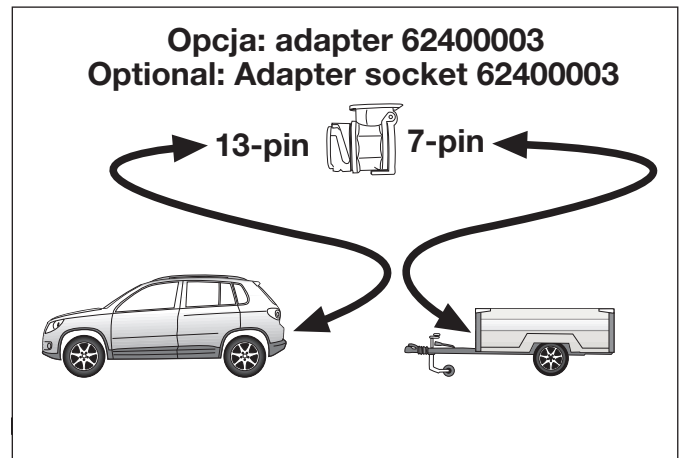 Opcja: adapter 62400003
Optional: Adapter socket 62400003
13-pin 7-pin